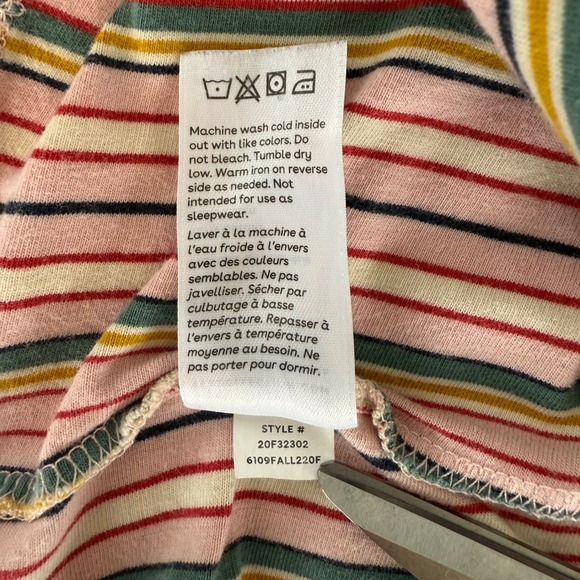 Machine wash cold inside
out with like colors. Do
not bleach. Tumble dry
low. Warm iron on reverse
side as needed. Not
intended for use as
sleepwear.
Laver à la machine à
l'eau froide à l'envers
avec des couleurs
semblables. Ne pas
javelliser. Sécher par
culbutage à basse
température. Repasser à
l'envers à température
moyenne au besoin. Ne
pas porter pour dormir.
STYLE #
20F32302
6109FALL220F